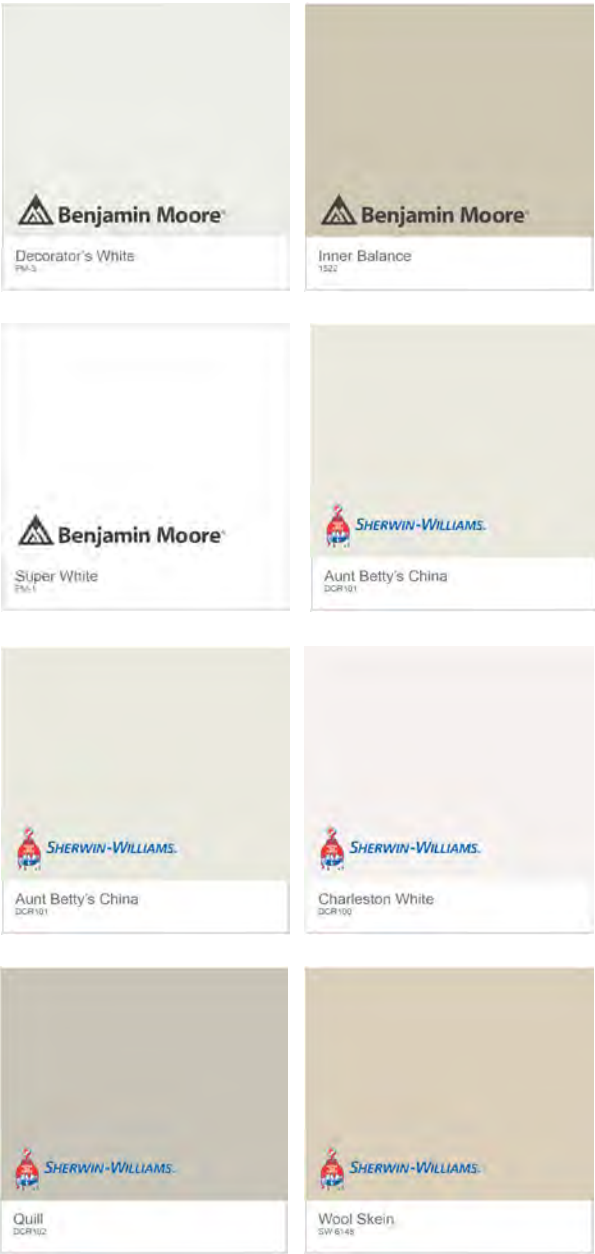 Benjamin Moore
Decorator's White
PM-3
Benjamin Moore
Inner Balance
1522
Benjamin Moore
Super White
PM-1
SHERWIN-WILLIAMS.
Aunt Betty's China
DCR101
SHERWIN-WILLIAMS.
Aunt Betty's China
DCR101
SHERWIN-WILLIAMS.
Charleston White
DCR100
SHERWIN-WILLIAMS.
Quill
DCR102
SHERWIN-WILLIAMS.
Wool Skein
SW 6148